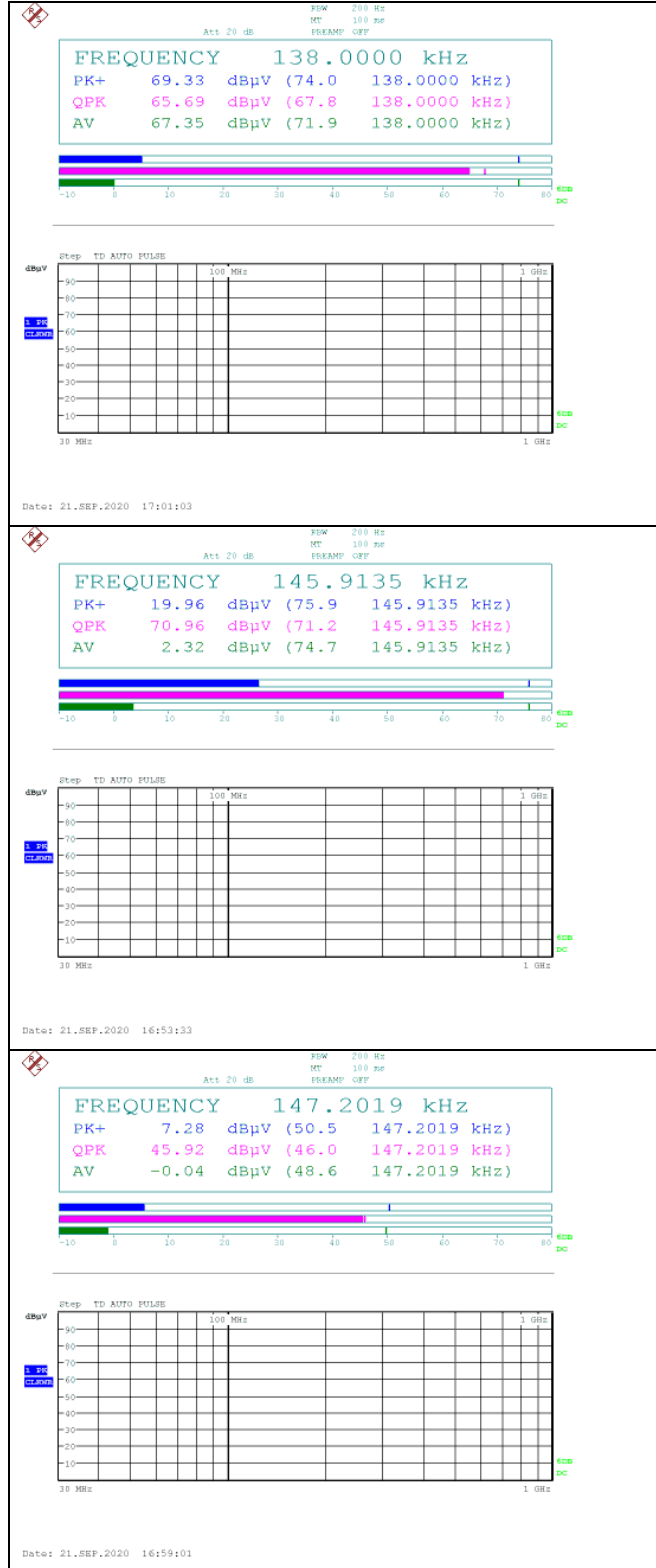 RBW 200 Hz
MT 100 ms
Att 20 dB PREAMP OFF
FREQUENCY 138.0000 kHz
PK+ 69.33 dBµV (74.0 138.0000 kHz)
QPK 65.69 dBµV (67.8 138.0000 kHz)
AV 67.35 dBµV (71.9 138.0000 kHz)
-10 0 10 20 30 40 50 60 70 80
6DB
DC
Step TD AUTO PULSE
dBµV
100 MHz 1 GHz
90
80
70
1 PK
CLRWR
60
50
40
30
20
10
6DB
DC
30 MHz 1 GHz
Date: 21.SEP.2020 17:01:03
RBW 200 Hz
MT 100 ms
Att 20 dB PREAMP OFF
FREQUENCY 145.9135 kHz
PK+ 19.96 dBµV (75.9 145.9135 kHz)
QPK 70.96 dBµV (71.2 145.9135 kHz)
AV 2.32 dBµV (74.7 145.9135 kHz)
-10 0 10 20 30 40 50 60 70 80
6DB
DC
Step TD AUTO PULSE
dBµV
100 MHz 1 GHz
90
80
70
1 PK
CLRWR
60
50
40
30
20
10
6DB
DC
30 MHz 1 GHz
Date: 21.SEP.2020 16:53:33
RBW 200 Hz
MT 100 ms
Att 20 dB PREAMP OFF
FREQUENCY 147.2019 kHz
PK+ 7.28 dBµV (50.5 147.2019 kHz)
QPK 45.92 dBµV (46.0 147.2019 kHz)
AV -0.04 dBµV (48.6 147.2019 kHz)
-10 0 10 20 30 40 50 60 70 80
6DB
DC
Step TD AUTO PULSE
dBµV
100 MHz 1 GHz
90
80
70
1 PK
CLRWR
60
50
40
30
20
10
6DB
DC
30 MHz 1 GHz
Date: 21.SEP.2020 16:59:01